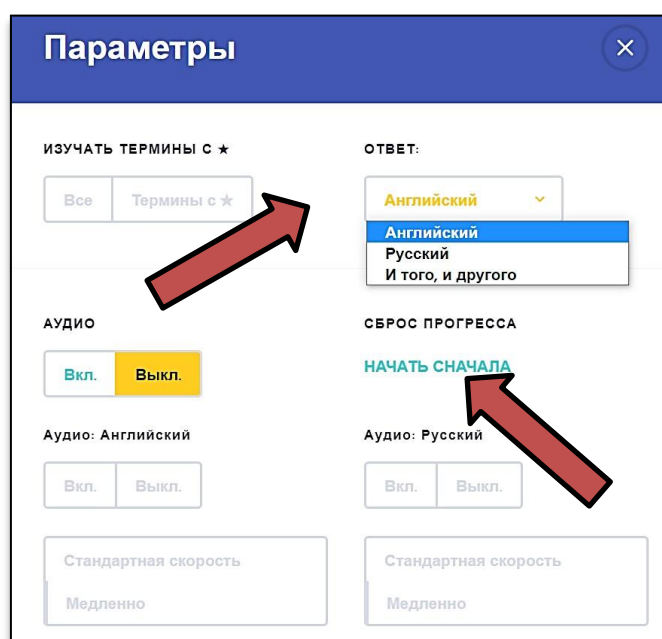 Параметры
ИЗУЧАТЬ ТЕРМИНЫ С ★
ОТВЕТ:
Все Термины с ★
Английский
Английский
Русский
И того, и другого
АУДИО
СБРОС ПРОГРЕССА
Вкл. Выкл.
НАЧАТЬ СНАЧАЛА
Аудио: Английский
Аудио: Русский
Вкл. Выкл.
Вкл. Выкл.
Стандартная скорость
Стандартная скорость
Медленно
Медленно